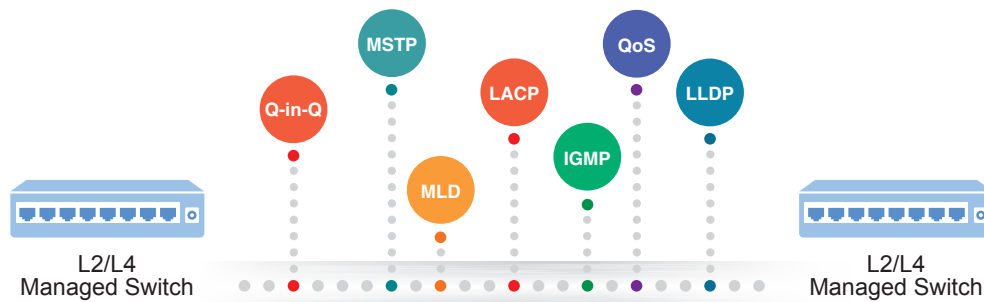 MSTP
QoS
Q-in-Q
LACP
LLDP
IGMP
MLD
L2/L4
Managed Switch
L2/L4
Managed Switch